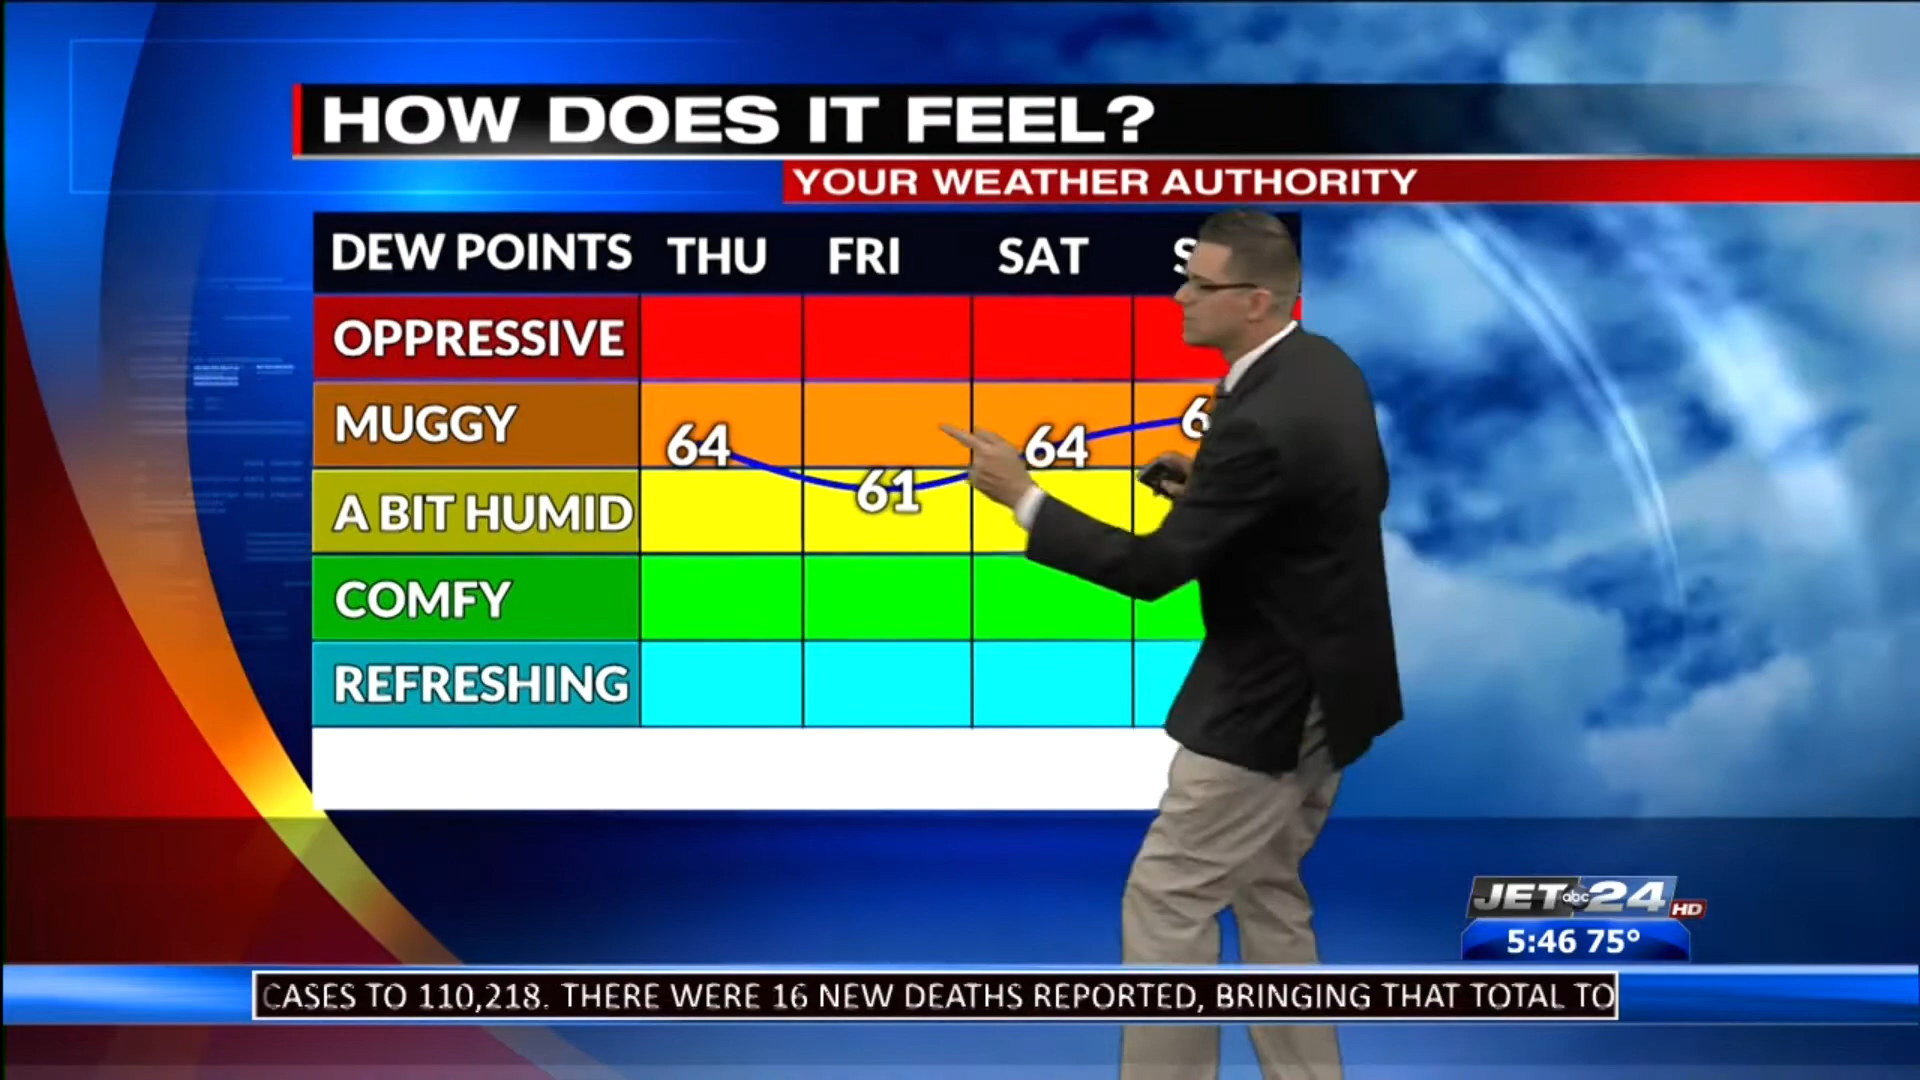 HOW DOES IT FEEL?
YOUR WEATHER AUTHORITY
DEW POINTS THU FRI SAT
OPPRESSIVE
MUGGY
64 61 64 6
A BIT HUMID
COMFY
REFRESHING
JET abc 24 HD
5:46 75°
CASES TO 110,218. THERE WERE 16 NEW DEATHS REPORTED, BRINGING THAT TOTAL TO